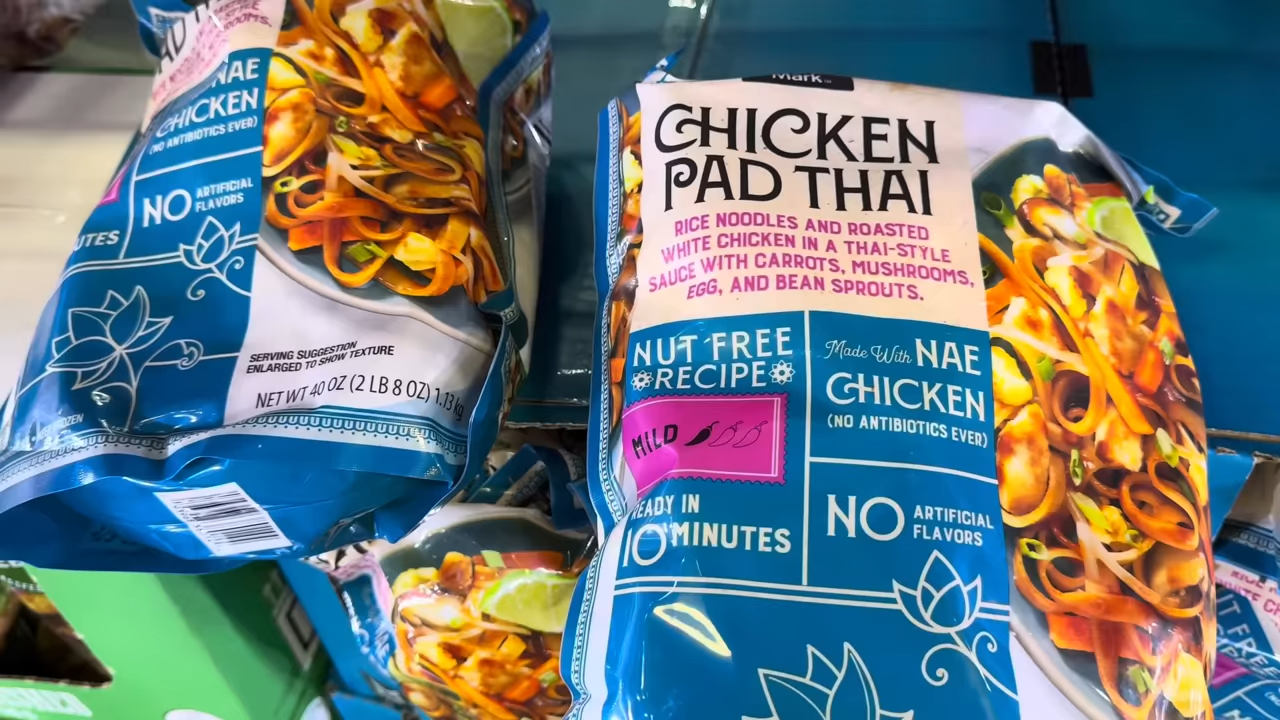 NAE
CHICKEN
(NO ANTIBIOTICS EVER)
NO ARTIFICIAL
FLAVORS
SERVING SUGGESTION
ENLARGED TO SHOW TEXTURE
NET WT 40 OZ (2 LB 8 OZ) 1.13 kg
Mark™
CHICKEN
PAD THAI
RICE NOODLES AND ROASTED
WHITE CHICKEN IN A THAI-STYLE
SAUCE WITH CARROTS, MUSHROOMS,
EGG, AND BEAN SPROUTS.
NUT FREE
RECIPE
MILD
READY IN
10 MINUTES
Made With NAE
CHICKEN
(NO ANTIBIOTICS EVER)
NO ARTIFICIAL
FLAVORS